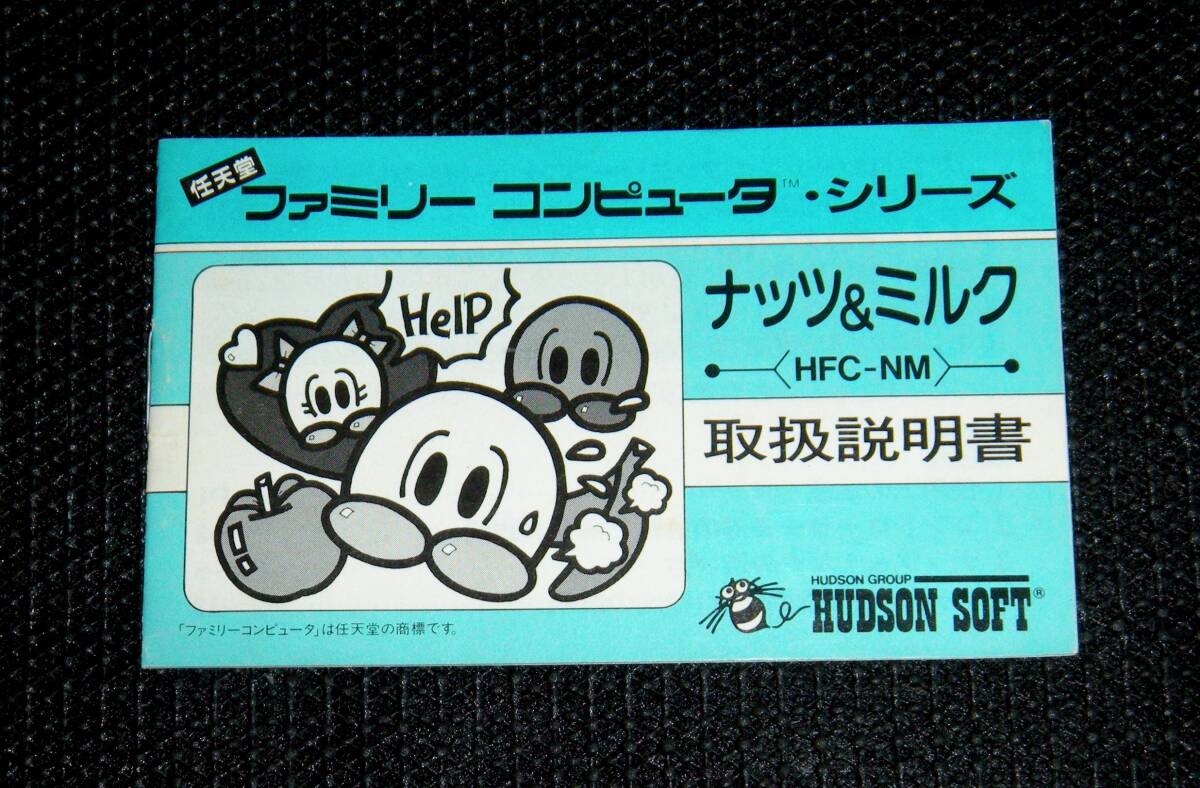 任天堂
ファミリー コンピュータ™・シリーズ
Help
ナッツ&ミルク
HFC-NM
取扱説明書
HUDSON GROUP
HUDSON SOFT®
「ファミリーコンピュータ」は任天堂の商標です。